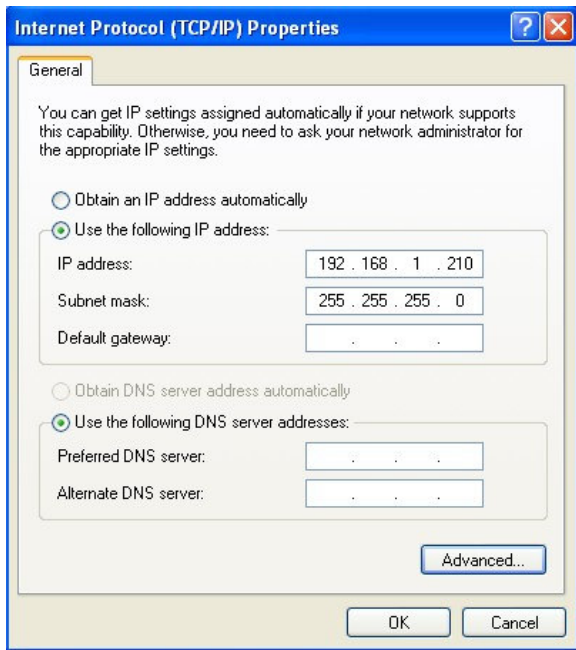 Internet Protocol (TCP/IP) Properties
General
You can get IP settings assigned automatically if your network supports
this capability. Otherwise, you need to ask your network administrator for
the appropriate IP settings.
Obtain an IP address automatically
Use the following IP address:
IP address: 192 . 168 . 1 . 210
Subnet mask: 255 . 255 . 255 . 0
Default gateway: . . .
Obtain DNS server address automatically
Use the following DNS server addresses:
Preferred DNS server: . . .
Alternate DNS server: . . .
Advanced...
OK Cancel